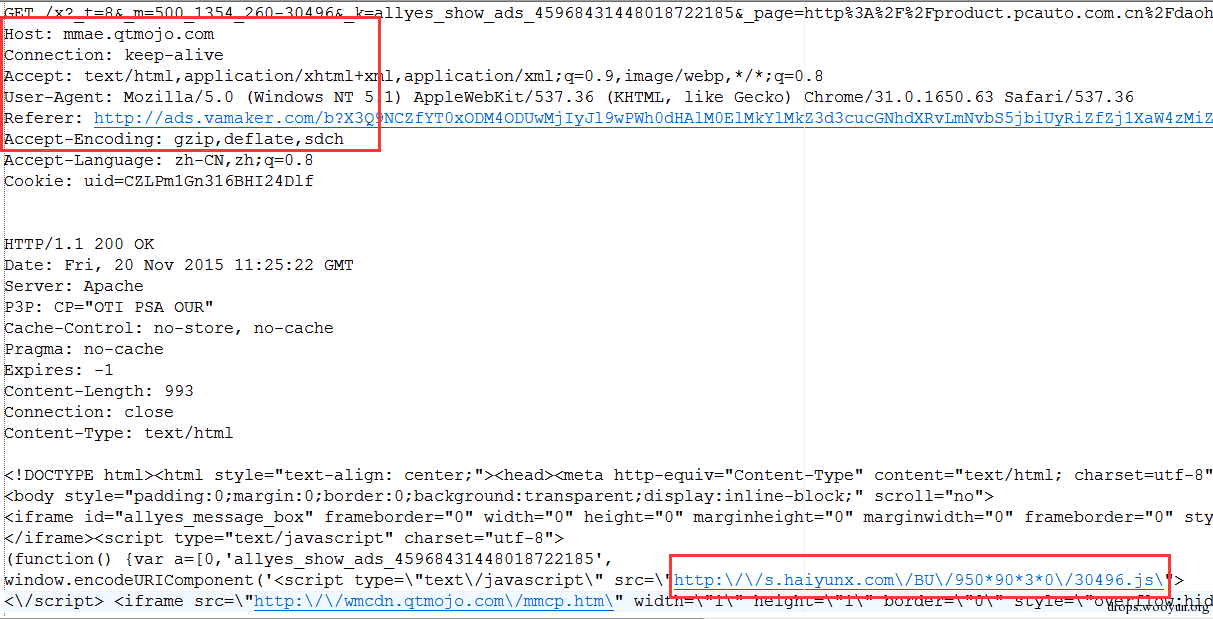 GET /x?_t=8&_m=500_1354_260-30496&_k=allyes_show_ads_45968431448018722185&_page=http%3A%2F%2Fproduct.pcauto.com.cn%2Fdaoh
Host: mmae.qtmojo.com
Connection: keep-alive
Accept: text/html,application/xhtml+xml,application/xml;q=0.9,image/webp,*/*;q=0.8
User-Agent: Mozilla/5.0 (Windows NT 5.1) AppleWebKit/537.36 (KHTML, like Gecko) Chrome/31.0.1650.63 Safari/537.36
Referer: http://ads.vamaker.com/b?X3Q9NCZfYT0xODM4ODUwMjIyJl9wPWh0dHAlM0ElMkYlMkZ3d3cucGNhdXRvLmNvbS5jbiUyRiZfZj1XaW4zMiZ
Accept-Encoding: gzip,deflate,sdch
Accept-Language: zh-CN,zh;q=0.8
Cookie: uid=CZLPm1Gn316BHI24Dlf
HTTP/1.1 200 OK
Date: Fri, 20 Nov 2015 11:25:22 GMT
Server: Apache
P3P: CP="OTI PSA OUR"
Cache-Control: no-store, no-cache
Pragma: no-cache
Expires: -1
Content-Length: 993
Connection: close
Content-Type: text/html
<!DOCTYPE html><html style="text-align: center;"><head><meta http-equiv="Content-Type" content="text/html; charset=utf-8"
<body style="padding:0;margin:0;border:0;background:transparent;display:inline-block;" scroll="no">
<iframe id="allyes_message_box" frameborder="0" width="0" height="0" marginheight="0" marginwidth="0" frameborder="0" sty
</iframe><script type="text/javascript" charset="utf-8">
(function() {var a=[0,'allyes_show_ads_45968431448018722185',
window.encodeURIComponent('<script type=\"text\/javascript\" src=\"http:\/\/s.haiyunx.com\/BU\/950*90*3*0\/30496.js\">
<\/script> <iframe src=\"http:\/\/wmcdn.qtmojo.com\/mmcp.htm\" width=\"1\" height=\"1\" border=\"0\" style=\"overflow:hid
drops.wooyun.org